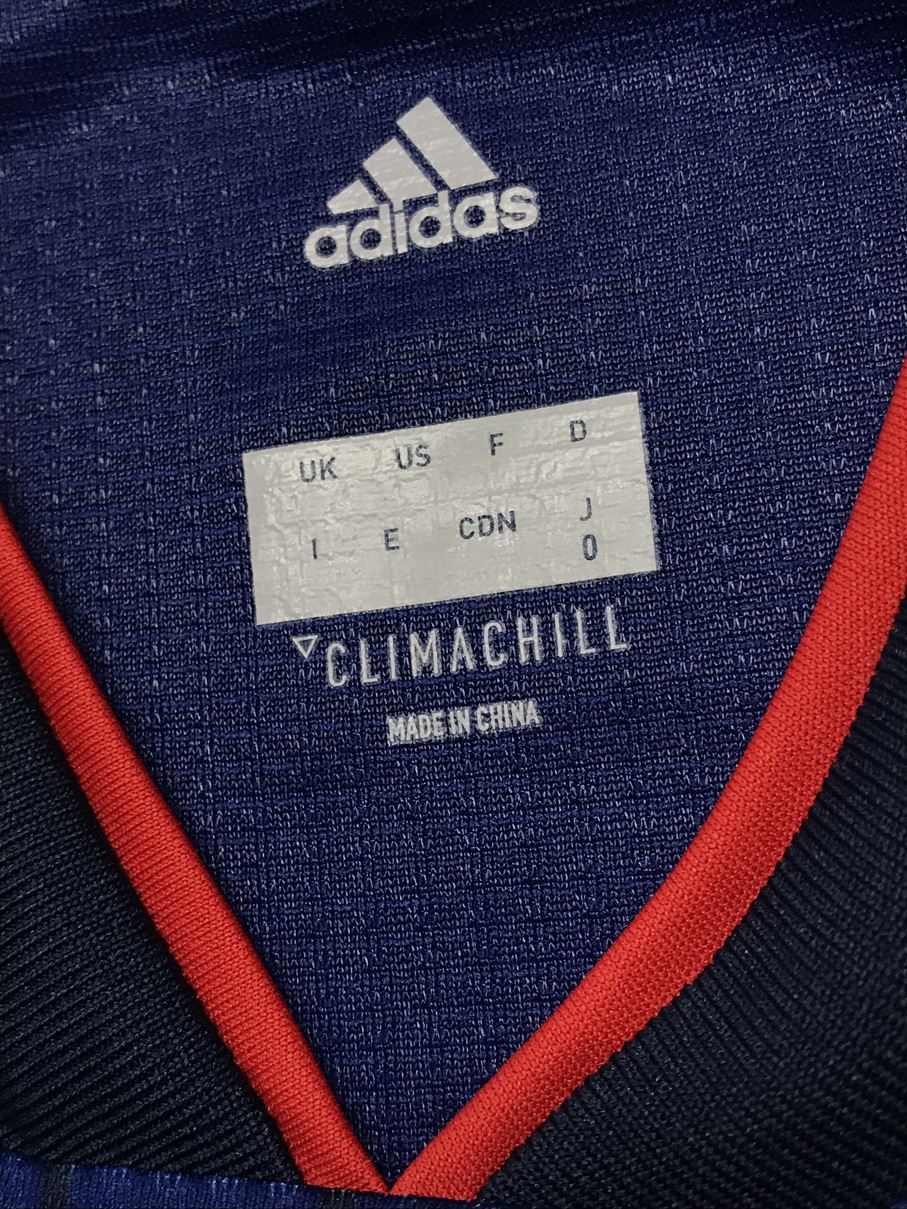 adidas
UK US F D
I E CDN J
0
CLIMACHILL
MADE IN CHINA